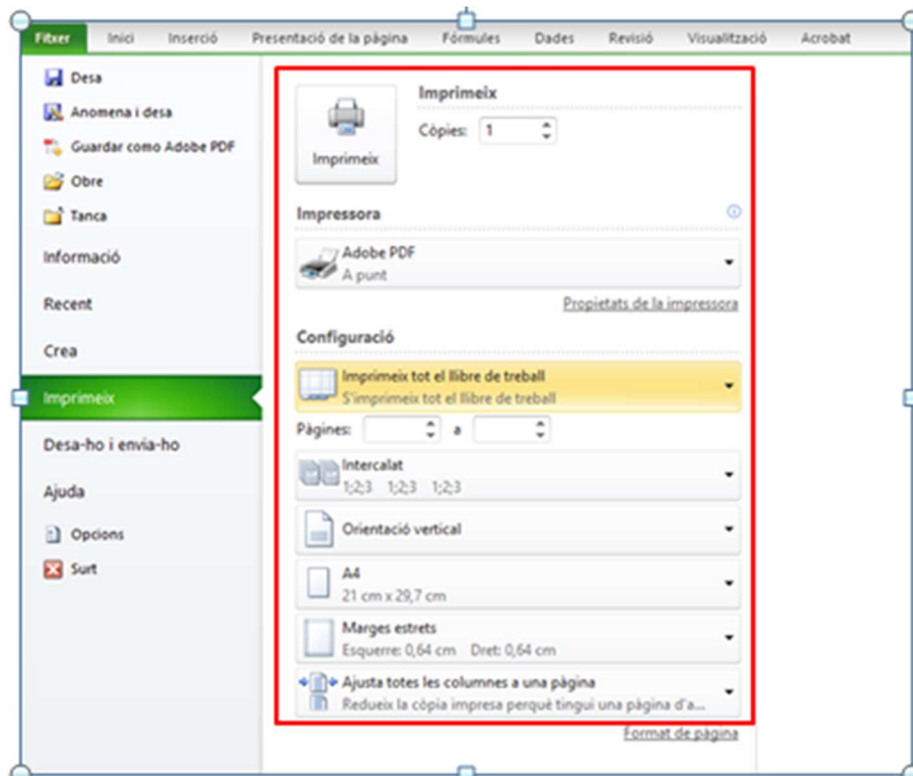 Fitxer Inici Inserció Presentació de la pàgina Fórmules Dades Revisió Visualització Acrobat
Desa
Anomena i desa
Guardar como Adobe PDF
Obre
Tanca
Informació
Recent
Crea
Imprimeix
Desa-ho i envia-ho
Ajuda
Opcions
Surt
Imprimeix
Imprimeix
Còpies: 1
Impressora
Adobe PDF
A punt
Propietats de la impressora
Configuració
Imprimeix tot el llibre de treball
S'imprimeix tot el llibre de treball
Pàgines: a
Intercalat
1;2;3 1;2;3 1;2;3
Orientació vertical
A4
21 cm x 29,7 cm
Marges estrets
Esquerre: 0,64 cm Dret: 0,64 cm
Ajusta totes les columnes a una pàgina
Redueix la còpia impresa perquè tingui una pàgina d'a...
Format de pàgina